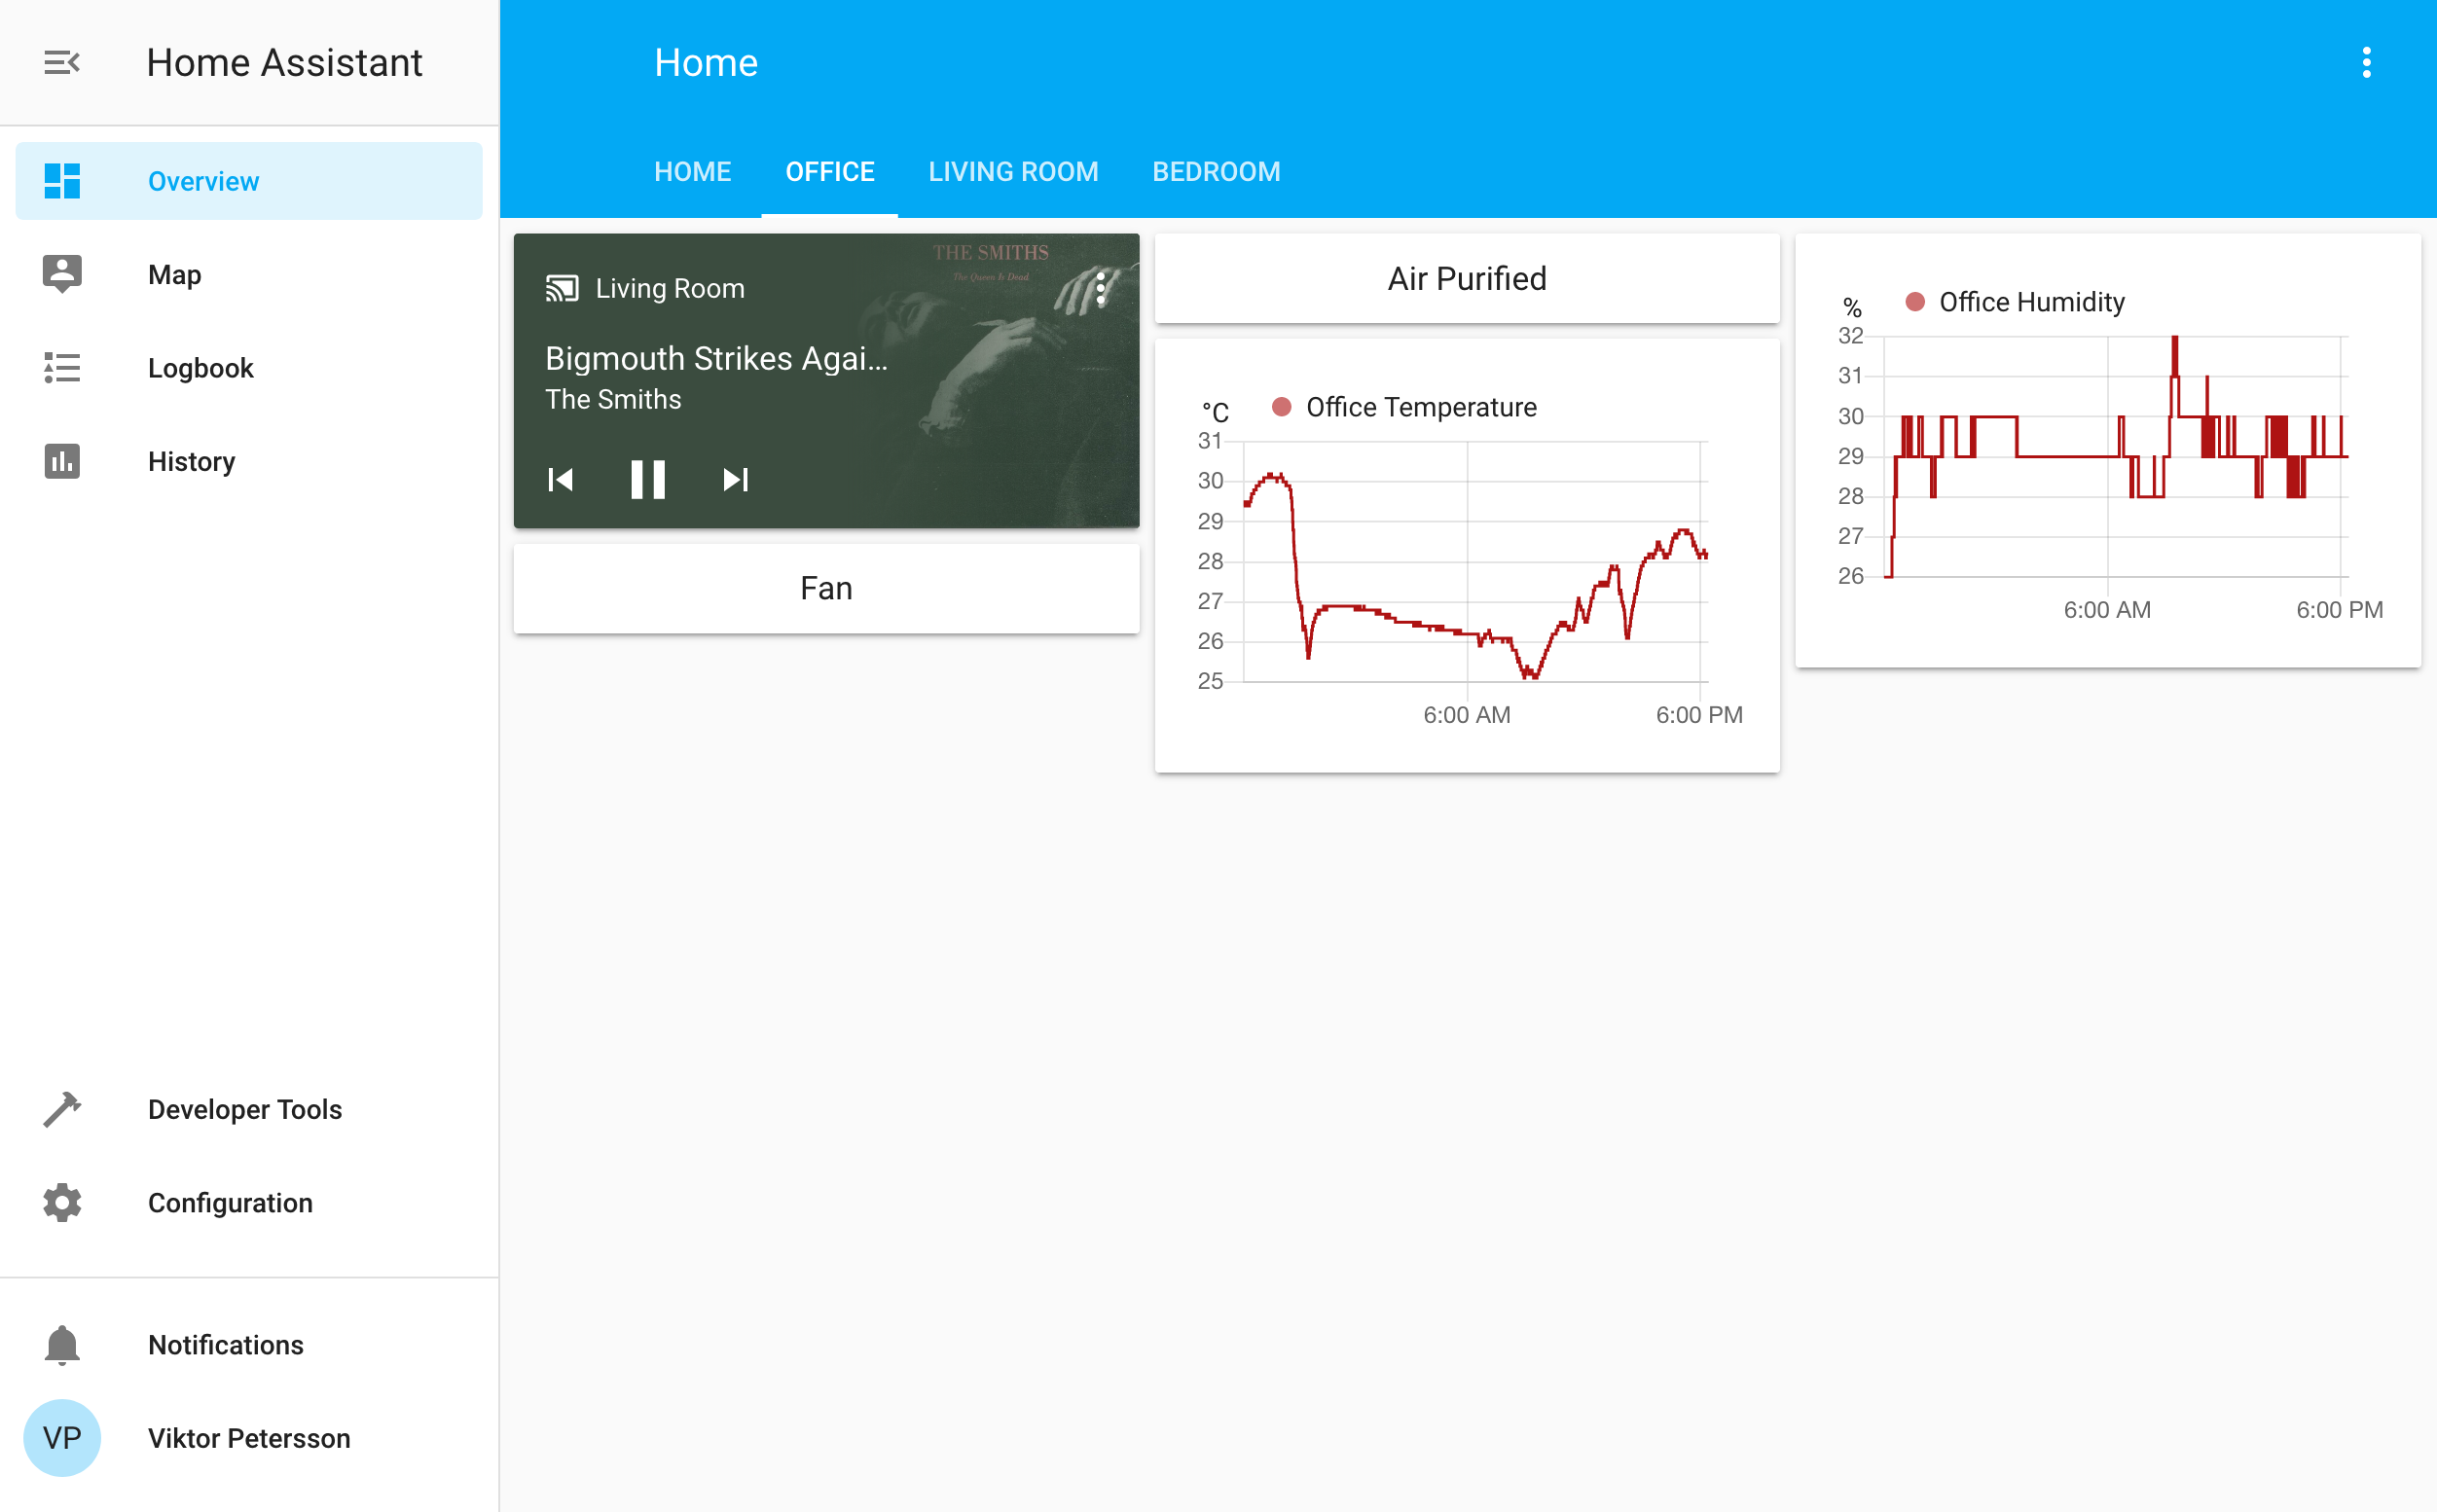 Home Assistant
Overview
Map
Logbook
History
Developer Tools
Configuration
Notifications
VP
Viktor Petersson
Home
HOME
OFFICE
LIVING ROOM
BEDROOM
THE SMITHS
The Queen Is Dead
Living Room
Bigmouth Strikes Agai...
The Smiths
Fan
Air Purified
°C
Office Temperature
31
30
29
28
27
26
25
6:00 AM
6:00 PM
%
Office Humidity
32
31
30
29
28
27
26
6:00 AM
6:00 PM